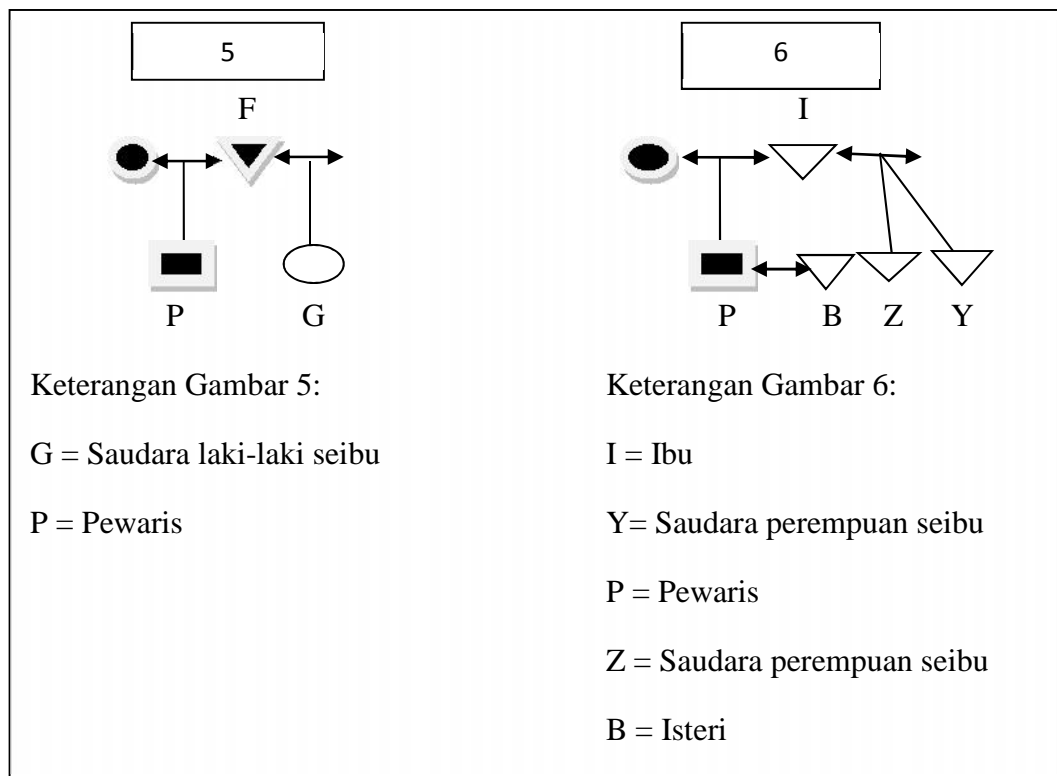 5
F
P G
Keterangan Gambar 5:
G = Saudara laki-laki seibu
P = Pewaris
6
I
P B Z Y
Keterangan Gambar 6:
I = Ibu
Y= Saudara perempuan seibu
P = Pewaris
Z = Saudara perempuan seibu
B = Isteri